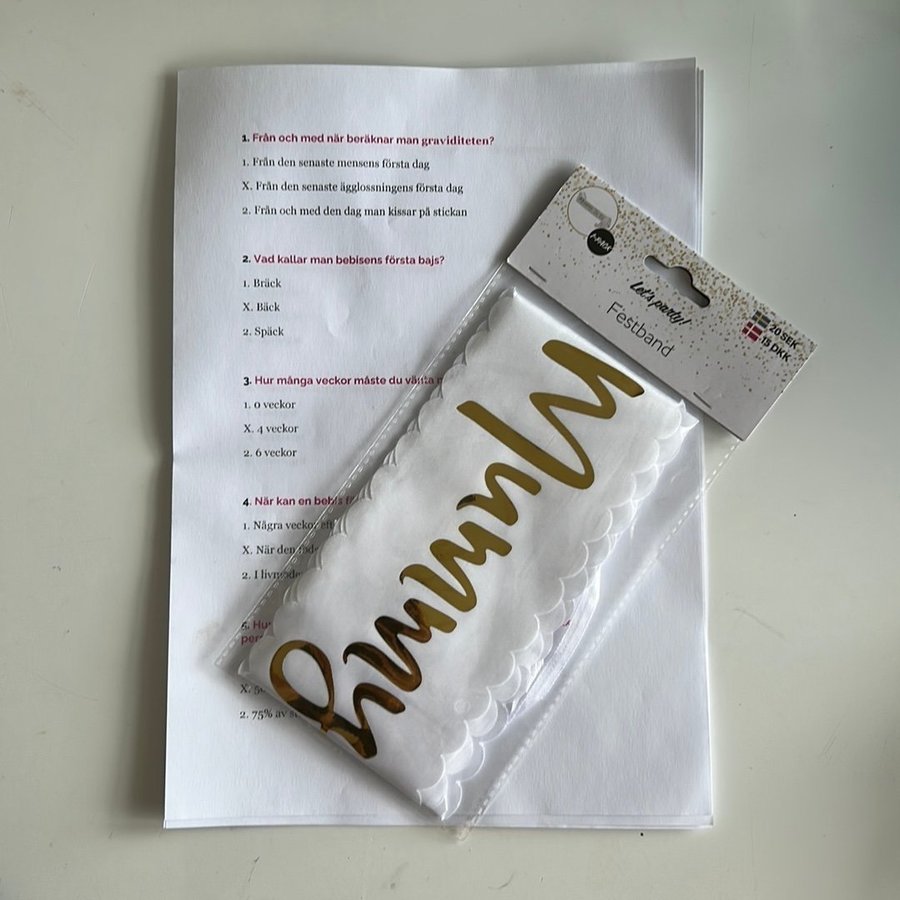 1. Från och med när beräknar man graviditeten?
1. Från den senaste mensens första dag
X. Från den senaste ägglossningens första dag
2. Från och med den dag man kissar på stickan
2. Vad kallar man bebisens första bajs?
1. Bräck
X. Bäck
2. Späck
3. Hur många veckor måste du vänta
1. 0 veckor
X. 4 veckor
2. 6 veckor
4. När kan en bebis
1. Några veckor
X. När den
2. I
5. Hur
X.
2. 75% av
1-PACK
Let's party!
Festband
20 SEK
15 DKK